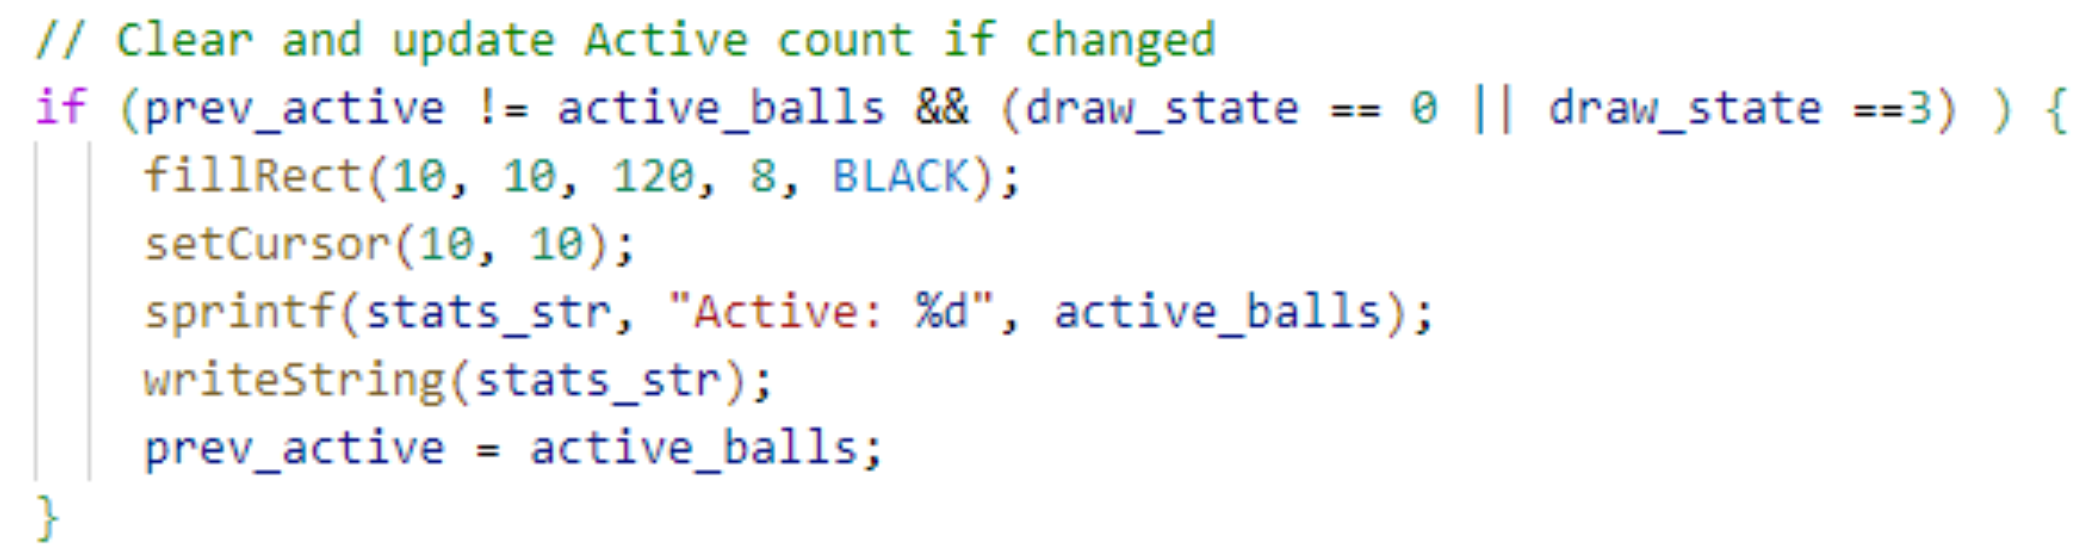 // Clear and update Active count if changed
if (prev_active != active_balls && (draw_state == 0 || draw_state ==3) ) {
    fillRect(10, 10, 120, 8, BLACK);
    setCursor(10, 10);
    sprintf(stats_str, "Active: %d", active_balls);
    writeString(stats_str);
    prev_active = active_balls;
}